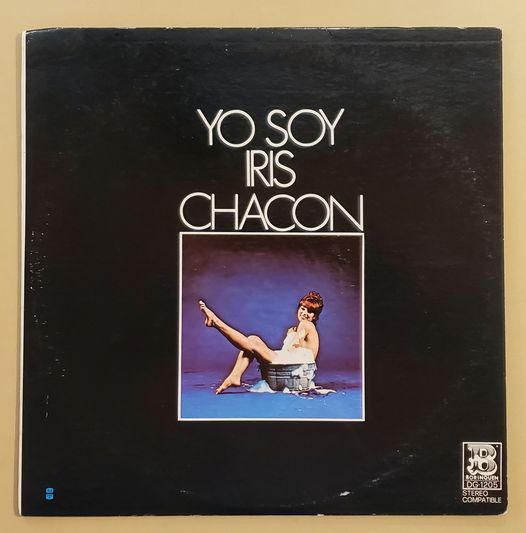 YO SOY
IRIS
CHACON
B
BORINQUEN
DG-1205
STEREO
COMPATIBLE